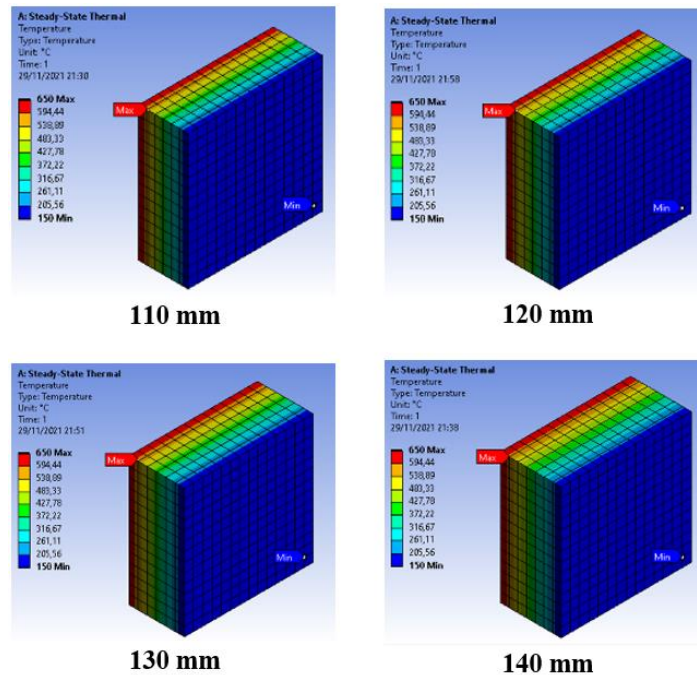 A: Steady-State Thermal
Temperature
Type: Temperature
Unit: °C
Time: 1
29/11/2021 21:30
650 Max
594,44
538,89
483,33
427,78
372,22
316,67
261,11
205,56
150 Min
Max
Min
110 mm
A: Steady-State Thermal
Temperature
Type: Temperature
Unit: °C
Time: 1
29/11/2021 21:58
650 Max
594,44
538,89
483,33
427,78
372,22
316,67
261,11
205,56
150 Min
Max
Min
120 mm
A: Steady-State Thermal
Temperature
Type: Temperature
Unit: °C
Time: 1
29/11/2021 21:51
650 Max
594,44
538,89
483,33
427,78
372,22
316,67
261,11
205,56
150 Min
Max
Min
130 mm
A: Steady-State Thermal
Temperature
Type: Temperature
Unit: °C
Time: 1
29/11/2021 21:38
650 Max
594,44
538,89
483,33
427,78
372,22
316,67
261,11
205,56
150 Min
Max
Min
140 mm